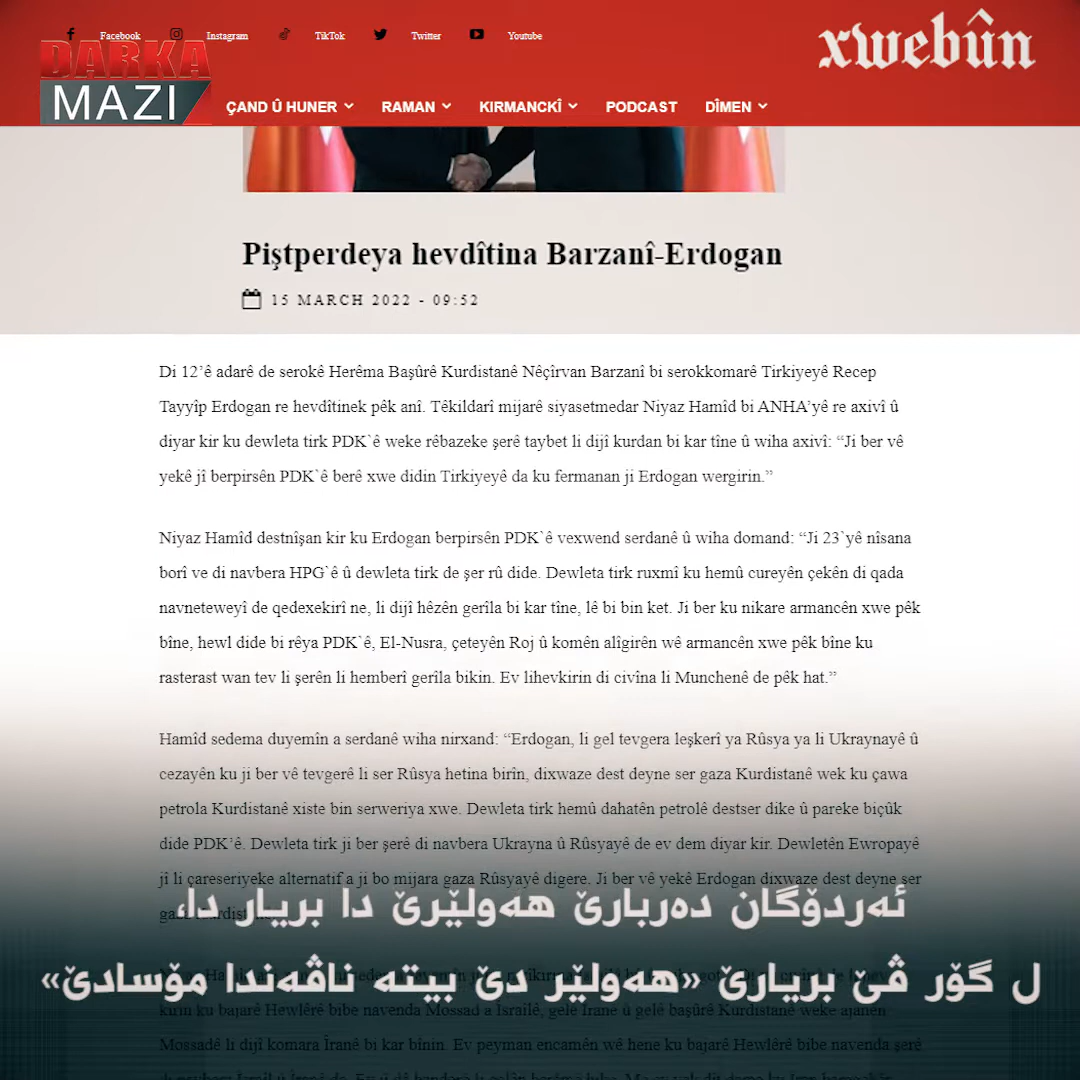 Facebook
Instagram
TikTok
Twitter
Youtube
xwebûn
DARKA
MAZI
ÇAND Û HUNER
RAMAN
KIRMANCKÎ
PODCAST
DÎMEN
Piştperdeya hevdîtina Barzanî-Erdogan
15 MARCH 2022 - 09:52
Di 12’ê adarê de serokê Herêma Başûrê Kurdistanê Nêçîrvan Barzanî bi serokkomarê Tirkiyeyê Recep
Tayyîp Erdogan re hevdîtinek pêk anî. Têkildarî mijarê siyasetmedar Niyaz Hamîd bi ANHA’yê re axivî û
diyar kir ku dewleta tirk PDK`ê weke rêbazeke şerê taybet li dijî kurdan bi kar tîne û wiha axivî: “Ji ber vê
yekê jî berpirsên PDK`ê berê xwe didin Tirkiyeyê da ku fermanan ji Erdogan wergirin.”
Niyaz Hamîd destnîşan kir ku Erdogan berpirsên PDK`ê vexwend serdanê û wiha domand: “Ji 23`yê nîsana
borî ve di navbera HPG`ê û dewleta tirk de şer rû dide. Dewleta tirk ruxmî ku hemû cureyên çekên di qada
navneteweyî de qedexekirî ne, li dijî hêzên gerîla bi kar tîne, lê bi bin ket. Ji ber ku nikare armancên xwe pêk
bîne, hewl dide bi rêya PDK`ê, El-Nusra, çeteyên Roj û komên alîgirên wê armancên xwe pêk bîne ku
rasterast wan tev li şerên li hemberî gerîla bikin. Ev lihevkirin di civîna li Munchenê de pêk hat.”
Hamîd sedema duyemîn a serdanê wiha nirxand: “Erdogan, li gel tevgera leşkerî ya Rûsya ya li Ukraynayê û
cezayên ku ji ber vê tevgerê li ser Rûsya hetina birîn, dixwaze dest deyne ser gaza Kurdistanê wek ku çawa
petrola Kurdistanê xiste bin serweriya xwe. Dewleta tirk hemû dahatên petrolê destser dike û pareke biçûk
dide PDK’ê. Dewleta tirk ji ber şerê di navbera Ukrayna û Rûsyayê de ev dem diyar kir. Dewletên Ewropayê
jî li çareseriyeke alternatif a ji bo mijara gaza Rûsyayê digere. Ji ber vê yekê Erdogan dixwaze dest deyne ser
ئەردۆگان دەربارێ هەولێرێ دا بریار دا،
ل گۆر ڤێ بریارێ «هەولێر دێ بیتە ناڤەندا مۆسادێ»
kirin ku bajarê Hewlêrê bibe navenda Mossad a Israîlê, gelê Îranê û gelê başûrê Kurdistanê weke ajanên
Mossadê li dijî komara Îranê bi kar bînin. Ev peyman encamên wê hene ku bajarê Hewlêrê bibe navenda şerê